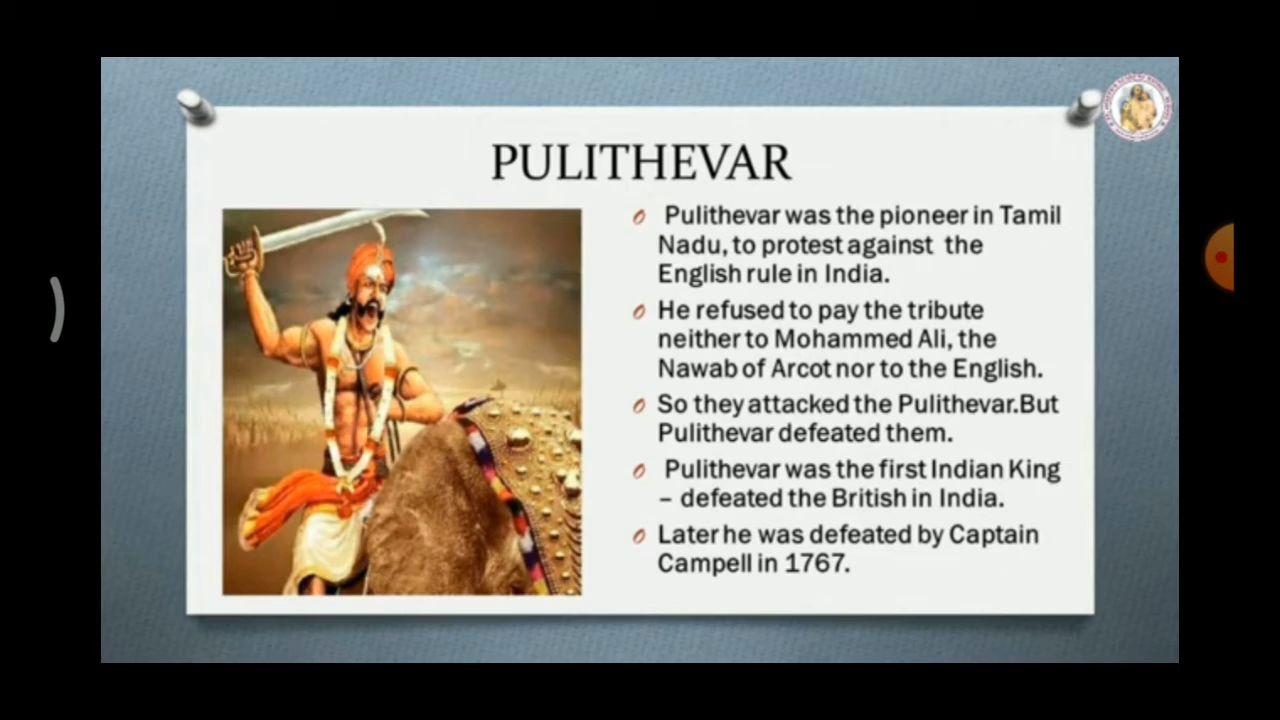 PULITHEVAR
Pulithevar was the pioneer in Tamil
Nadu, to protest against the
English rule in India.
He refused to pay the tribute
neither to Mohammed Ali, the
Nawab of Arcot nor to the English.
So they attacked the Pulithevar.But
Pulithevar defeated them.
Pulithevar was the first Indian King
– defeated the British in India.
Later he was defeated by Captain
Campell in 1767.